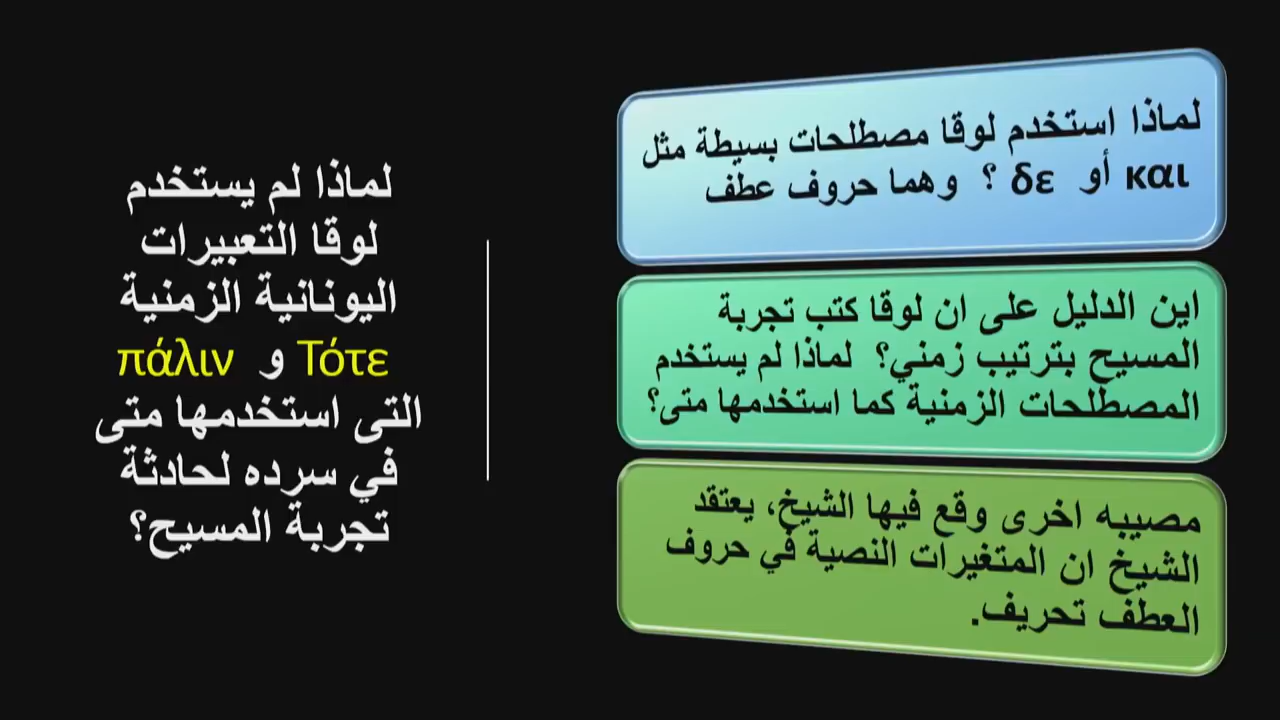 لماذا استخدم لوقا مصطلحات بسيطة مثل
και أو δε ؟ وهما حروف عطف
اين الدليل على ان لوقا كتب تجربة
المسيح بترتيب زمني؟ لماذا لم يستخدم
المصطلحات الزمنية كما استخدمها متى؟
مصيبه اخرى وقع فيها الشيخ، يعتقد
الشيخ ان المتغيرات النصية في حروف
العطف تحريف.
لماذا لم يستخدم
لوقا التعبيرات
اليونانية الزمنية
Τότε و πάλιν
التى استخدمها متى
في سرده لحادثة
تجربة المسيح؟